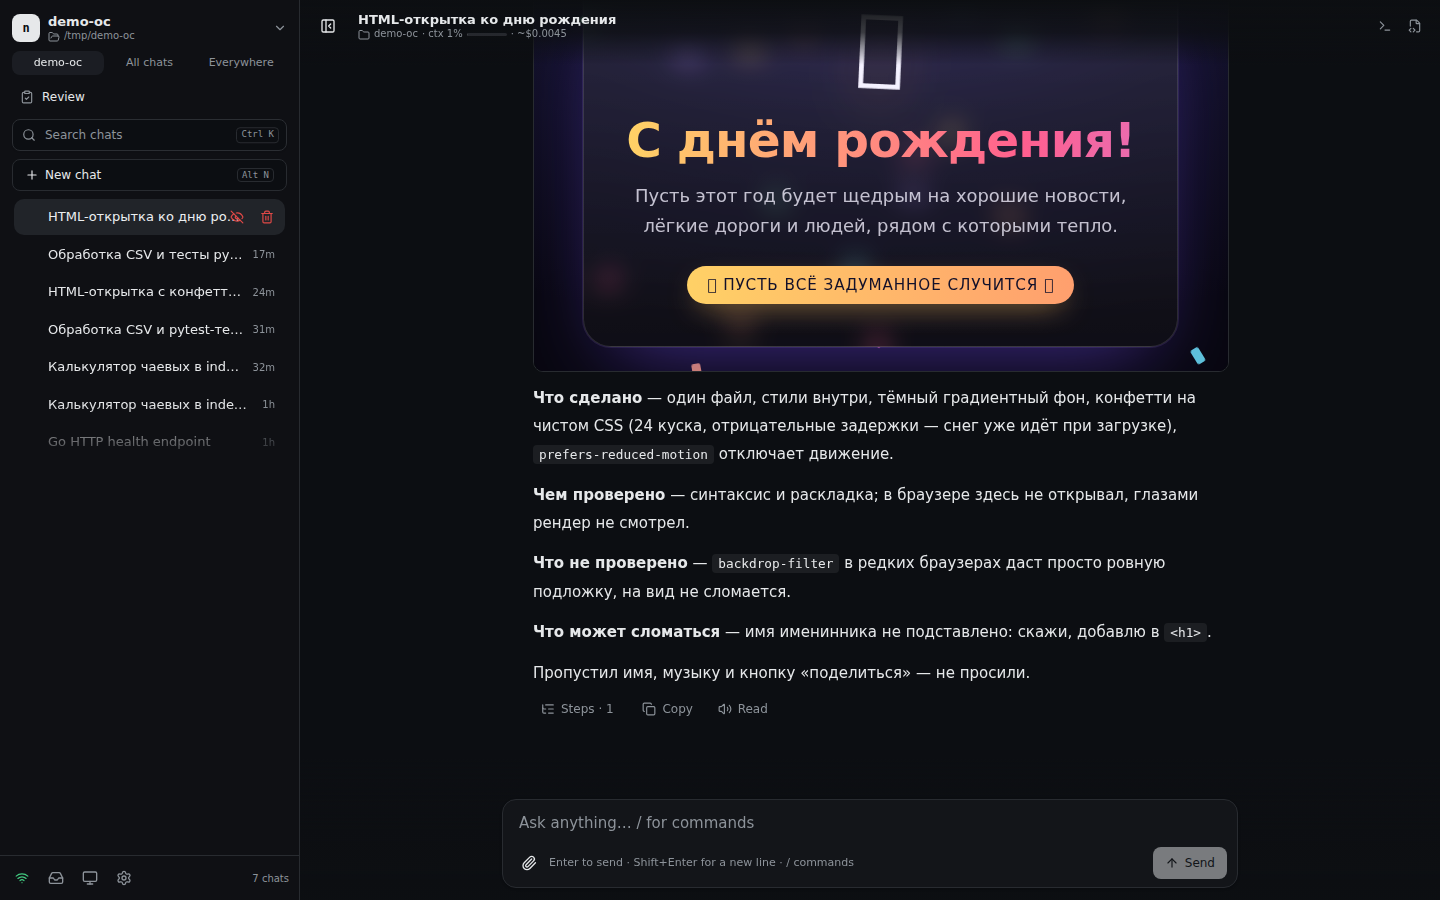 n
demo-oc
/tmp/demo-oc
demo-oc
All chats
Everywhere
Review
Search chats
Ctrl K
New chat
Alt N
HTML-открытка ко дню ро…
Обработка CSV и тесты ру…
17m
HTML-открытка с конфетт…
24m
Обработка CSV и pytest-те…
31m
Калькулятор чаевых в ind…
32m
Калькулятор чаевых в inde…
1h
Go HTTP health endpoint
1h
7 chats
HTML-открытка ко дню рождения
demo-oc · ctx 1% · ~$0.0045
С днём рождения!
Пусть этот год будет щедрым на хорошие новости,
лёгкие дороги и людей, рядом с которыми тепло.
ПУСТЬ ВСЁ ЗАДУМАННОЕ СЛУЧИТСЯ
Что сделано — один файл, стили внутри, тёмный градиентный фон, конфетти на
чистом CSS (24 куска, отрицательные задержки — снег уже идёт при загрузке),
prefers-reduced-motion отключает движение.
Чем проверено — синтаксис и раскладка; в браузере здесь не открывал, глазами
рендер не смотрел.
Что не проверено — backdrop-filter в редких браузерах даст просто ровную
подложку, на вид не сломается.
Что может сломаться — имя именинника не подставлено: скажи, добавлю в <h1>.
Пропустил имя, музыку и кнопку «поделиться» — не просили.
Steps · 1
Copy
Read
Ask anything… / for commands
Enter to send · Shift+Enter for a new line · / commands
Send